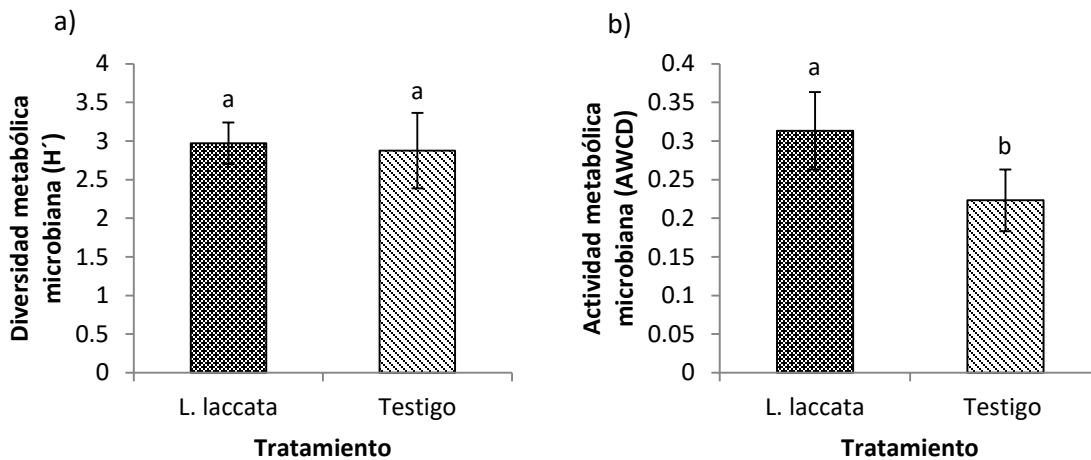 a)
Diversidad metabólica
microbiana (H´)
4
3.5
3
2.5
2
1.5
1
0.5
0
a
a
L. laccata
Testigo
Tratamiento
b)
Actividad metabólica
microbiana (AWCD)
0.4
0.35
0.3
0.25
0.2
0.15
0.1
0.05
0
a
b
L. laccata
Testigo
Tratamiento